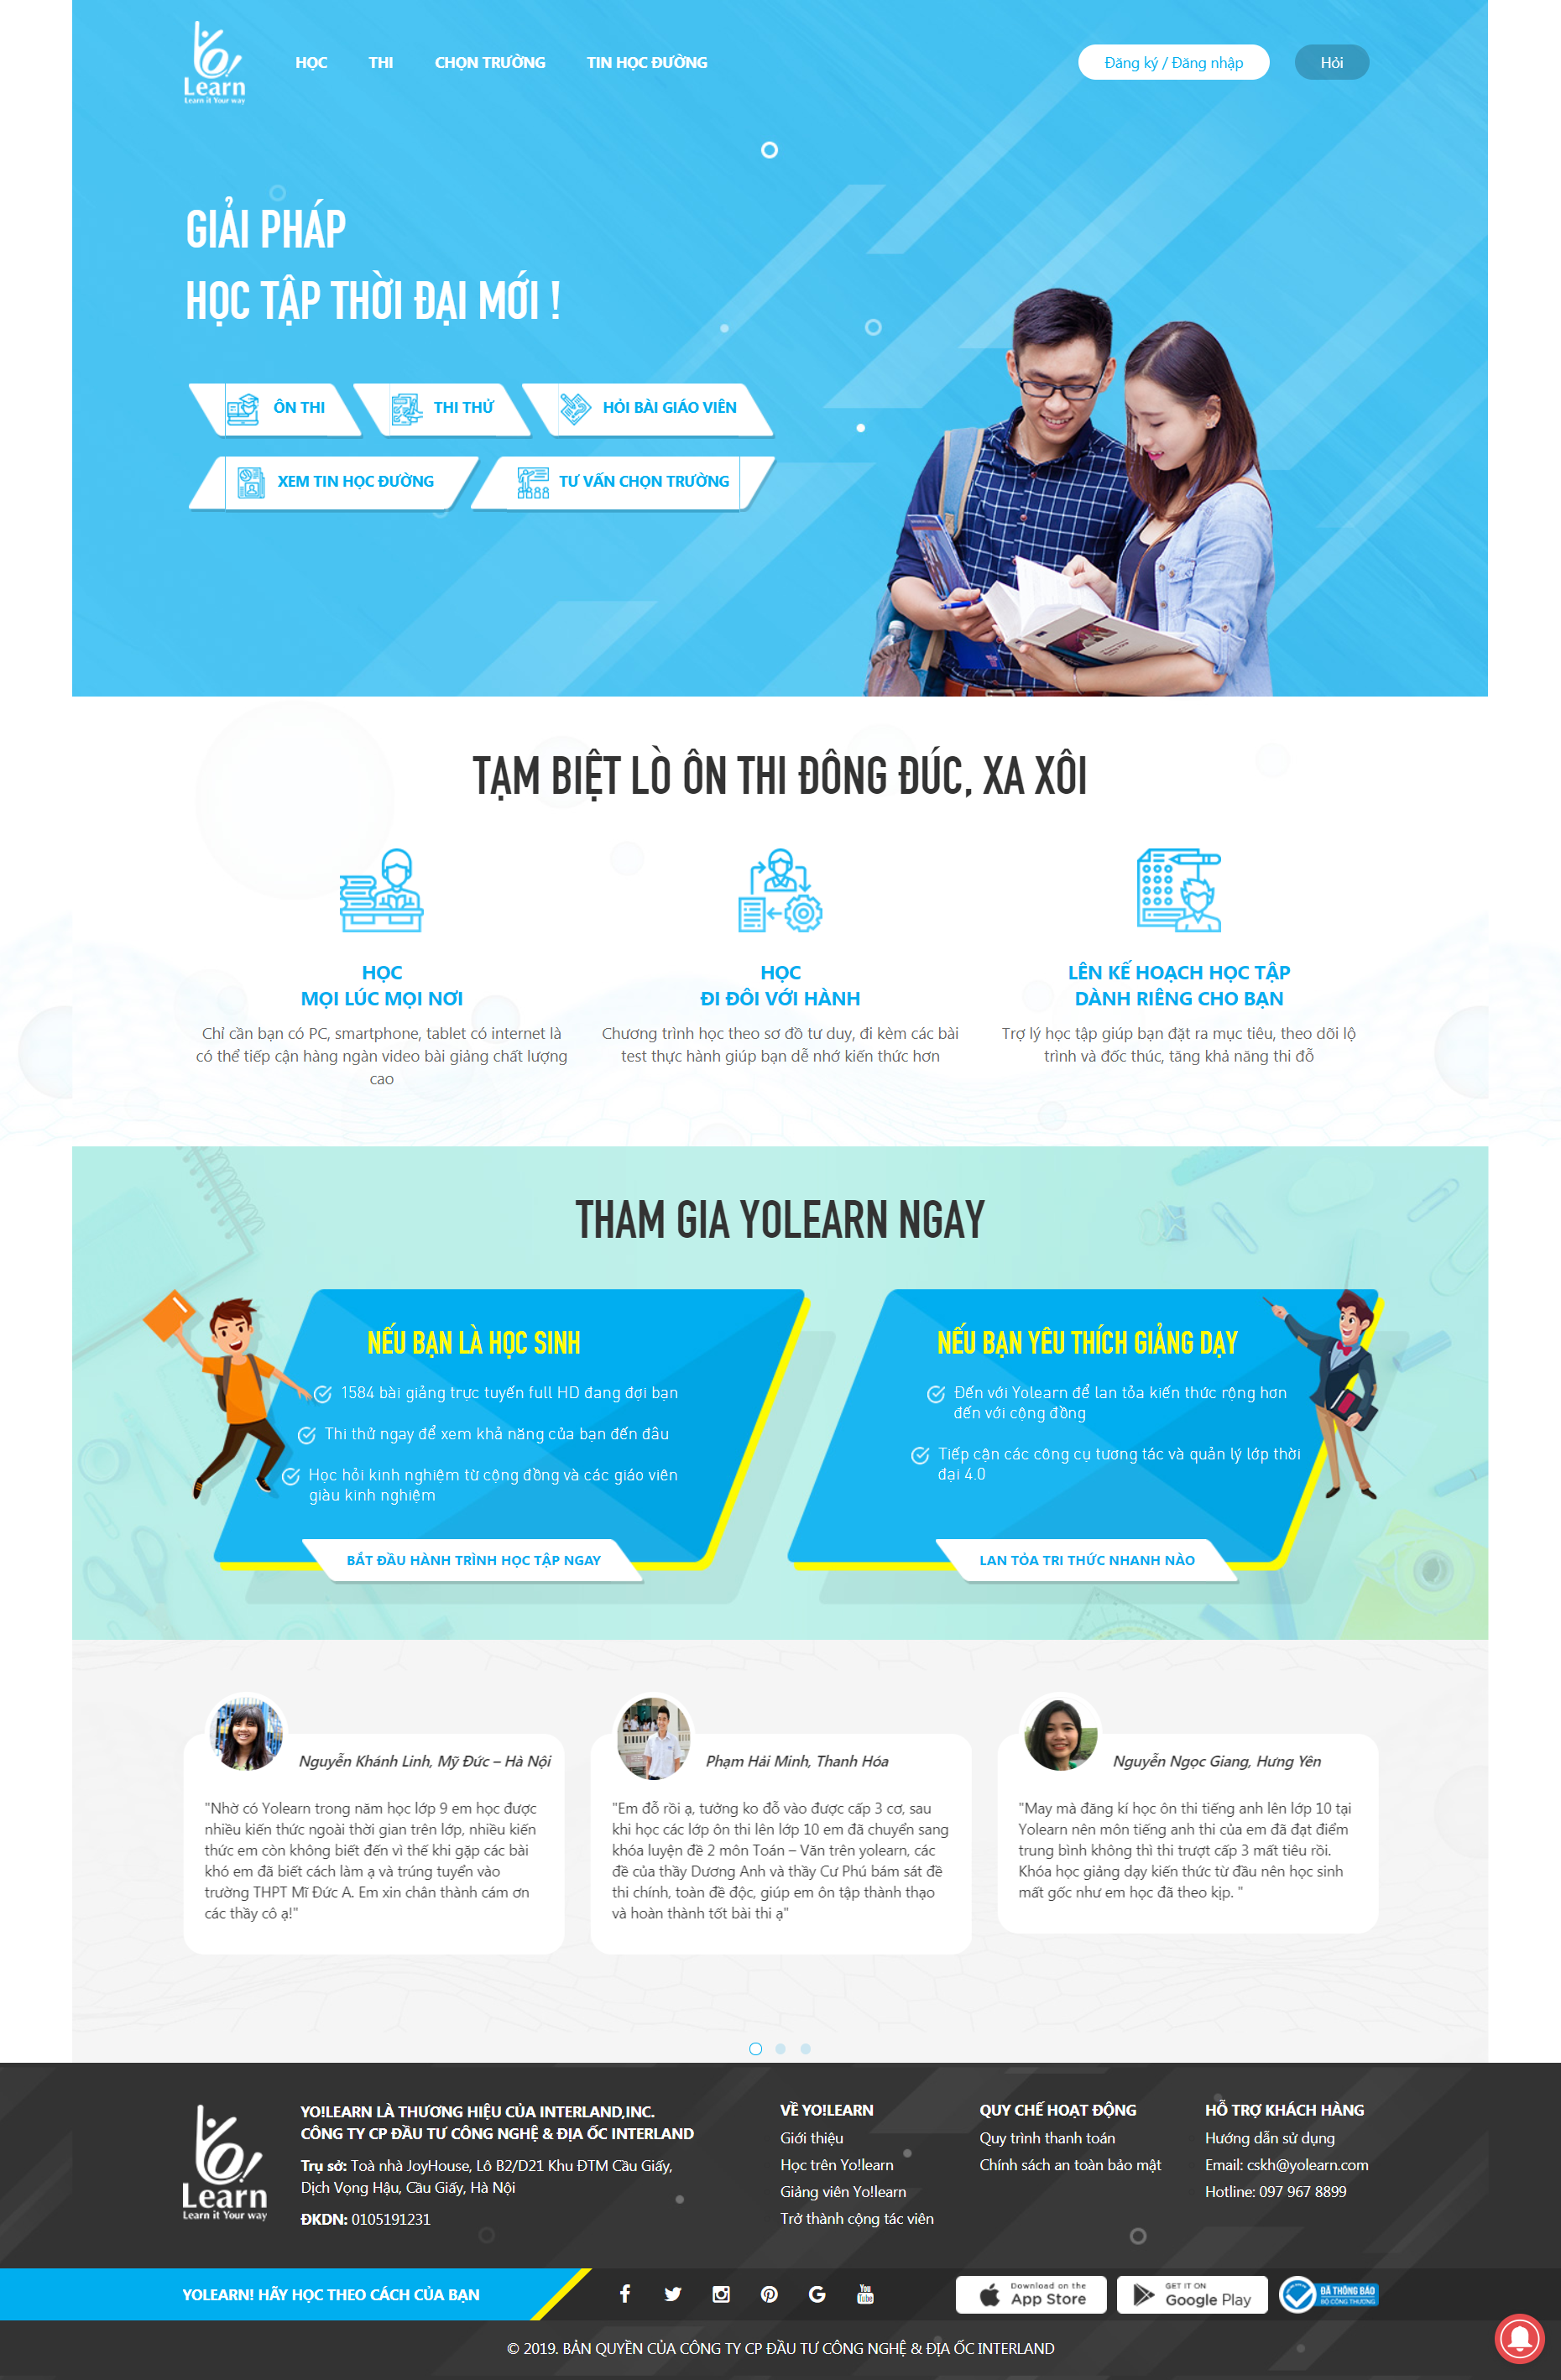 Yo!
Learn
Learn it Your way
HỌC
THI
CHỌN TRƯỜNG
TIN HỌC ĐƯỜNG
Đăng ký / Đăng nhập
Hỏi
GIẢI PHÁP
HỌC TẬP THỜI ĐẠI MỚI !
ÔN THI
THI THỬ
HỎI BÀI GIÁO VIÊN
XEM TIN HỌC ĐƯỜNG
TƯ VẤN CHỌN TRƯỜNG
TẠM BIỆT LÒ ÔN THI ĐÔNG ĐÚC, XA XÔI
HỌC
MỌI LÚC MỌI NƠI
Chỉ cần bạn có PC, smartphone, tablet có internet là
có thể tiếp cận hàng ngàn video bài giảng chất lượng
cao
HỌC
ĐI ĐÔI VỚI HÀNH
Chương trình học theo sơ đồ tư duy, đi kèm các bài
test thực hành giúp bạn dễ nhớ kiến thức hơn
LÊN KẾ HOẠCH HỌC TẬP
DÀNH RIÊNG CHO BẠN
Trợ lý học tập giúp bạn đặt ra mục tiêu, theo dõi lộ
trình và đốc thúc, tăng khả năng thi đỗ
THAM GIA YOLEARN NGAY
NẾU BẠN LÀ HỌC SINH
1584 bài giảng trực tuyến full HD đang đợi bạn
Thi thử ngay để xem khả năng của bạn đến đâu
Học hỏi kinh nghiệm từ cộng đồng và các giáo viên
giàu kinh nghiệm
BẮT ĐẦU HÀNH TRÌNH HỌC TẬP NGAY
NẾU BẠN YÊU THÍCH GIẢNG DẠY
Đến với Yolearn để lan tỏa kiến thức rộng hơn
đến với cộng đồng
Tiếp cận các công cụ tương tác và quản lý lớp thời
đại 4.0
LAN TỎA TRI THỨC NHANH NÀO
Nguyễn Khánh Linh, Mỹ Đức – Hà Nội
"Nhờ có Yolearn trong năm học lớp 9 em học được
nhiều kiến thức ngoài thời gian trên lớp, nhiều kiến
thức em còn không biết đến vì thế khi gặp các bài
khó em đã biết cách làm ạ và trúng tuyển vào
trường THPT Mĩ Đức A. Em xin chân thành cám ơn
các thầy cô ạ!"
Phạm Hải Minh, Thanh Hóa
"Em đỗ rồi ạ, tưởng ko đỗ vào được cấp 3 cơ, sau
khi học các lớp ôn thi lên lớp 10 em đã chuyển sang
khóa luyện đề 2 môn Toán – Văn trên yolearn, các
đề của thầy Dương Anh và thầy Cư Phú bám sát đề
thi chính, toàn đề độc, giúp em ôn tập thành thạo
và hoàn thành tốt bài thi ạ"
Nguyễn Ngọc Giang, Hưng Yên
"May mà đăng kí học ôn thi tiếng anh lên lớp 10 tại
Yolearn nên môn tiếng anh thi của em đã đạt điểm
trung bình không thì thi trượt cấp 3 mất tiêu rồi.
Khóa học giảng dạy kiến thức từ đầu nên học sinh
mất gốc như em học đã theo kịp. "
Yo!
Learn
Learn it Your way
YO!LEARN LÀ THƯƠNG HIỆU CỦA INTERLAND,INC.
CÔNG TY CP ĐẦU TƯ CÔNG NGHỆ & ĐỊA ỐC INTERLAND
Trụ sở: Toà nhà JoyHouse, Lô B2/D21 Khu ĐTM Cầu Giấy,
Dịch Vọng Hậu, Cầu Giấy, Hà Nội
ĐKDN: 0105191231
VỀ YO!LEARN
Giới thiệu
Học trên Yo!learn
Giảng viên Yo!learn
Trở thành cộng tác viên
QUY CHẾ HOẠT ĐỘNG
Quy trình thanh toán
Chính sách an toàn bảo mật
HỖ TRỢ KHÁCH HÀNG
Hướng dẫn sử dụng
Email: cskh@yolearn.com
Hotline: 097 967 8899
YOLEARN! HÃY HỌC THEO CÁCH CỦA BẠN
You
Tube
Download on the
App Store
GET IT ON
Google Play
ĐÃ THÔNG BÁO
BỘ CÔNG THƯƠNG
© 2019. BẢN QUYỀN CỦA CÔNG TY CP ĐẦU TƯ CÔNG NGHỆ & ĐỊA ỐC INTERLAND